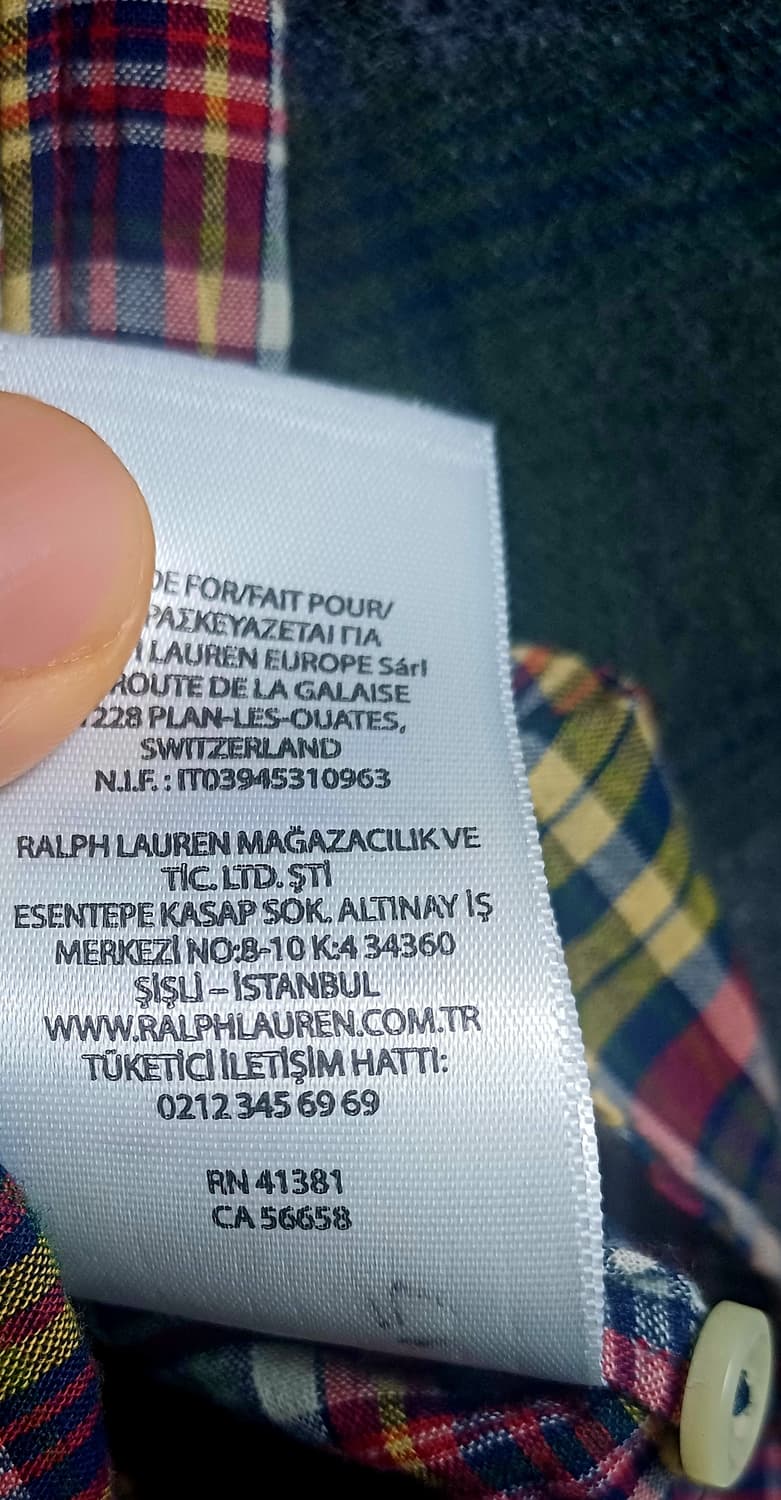 DE FOR/FAIT POUR/
ΡΑΣΚΕΥΑΖΕΤΑΙ ΓΙΑ
LAUREN EUROPE Sárl
ROUTE DE LA GALAISE
228 PLAN-LES-OUATES,
SWITZERLAND
N.I.F. : IT03945310963
RALPH LAUREN MAĞAZACILIK VE
TİC. LTD. ŞTİ
ESENTEPE KASAP SOK. ALTINAY İŞ
MERKEZİ NO:8-10 K:4 34360
ŞİŞLİ – İSTANBUL
WWW.RALPHLAUREN.COM.TR
TÜKETİCİ İLETİŞİM HATTI:
0212 345 69 69
RN 41381
CA 56658